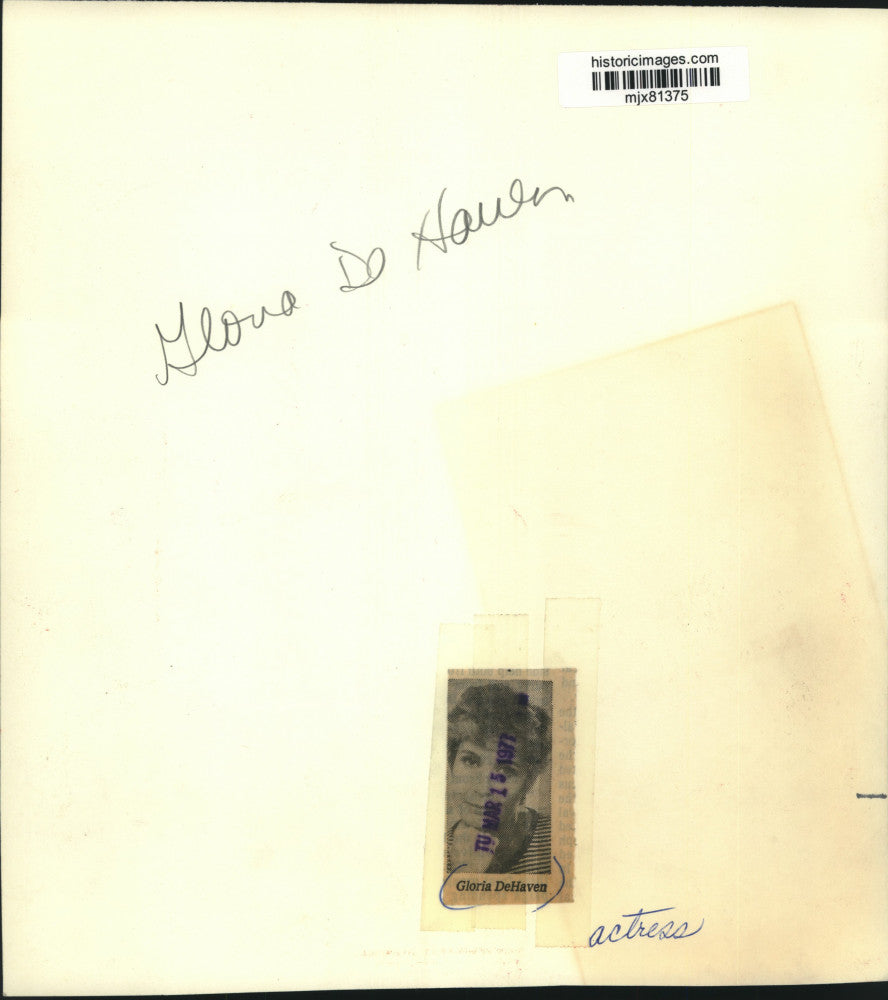 historicimages.com
mjx81375
Gloria De Haven
TU MAR 15 1977
Gloria DeHaven
actress